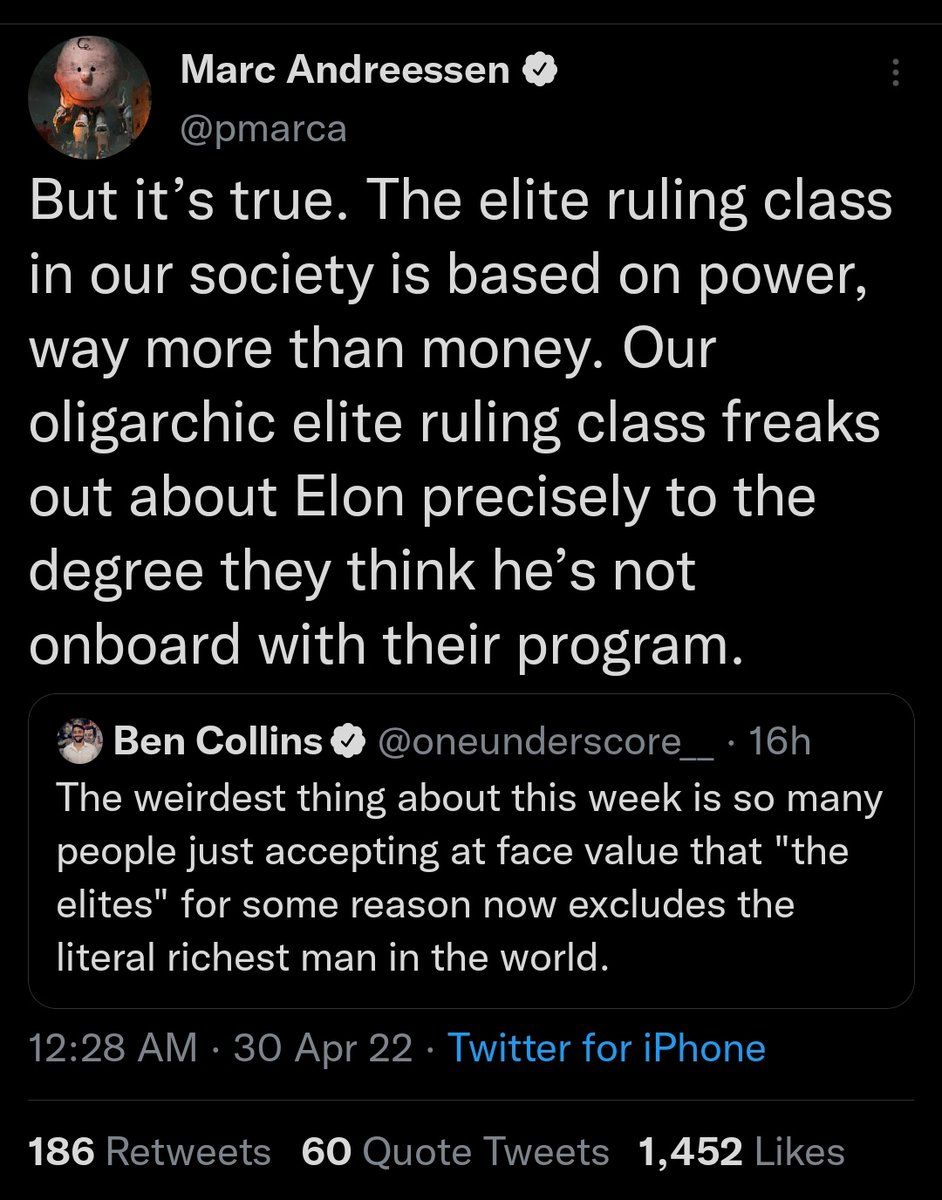 Marc Andreessen
@pmarca
But it’s true. The elite ruling class
in our society is based on power,
way more than money. Our
oligarchic elite ruling class freaks
out about Elon precisely to the
degree they think he’s not
onboard with their program.
Ben Collins @oneunderscore__ · 16h
The weirdest thing about this week is so many
people just accepting at face value that "the
elites" for some reason now excludes the
literal richest man in the world.
12:28 AM · 30 Apr 22 · Twitter for iPhone
186 Retweets 60 Quote Tweets 1,452 Likes